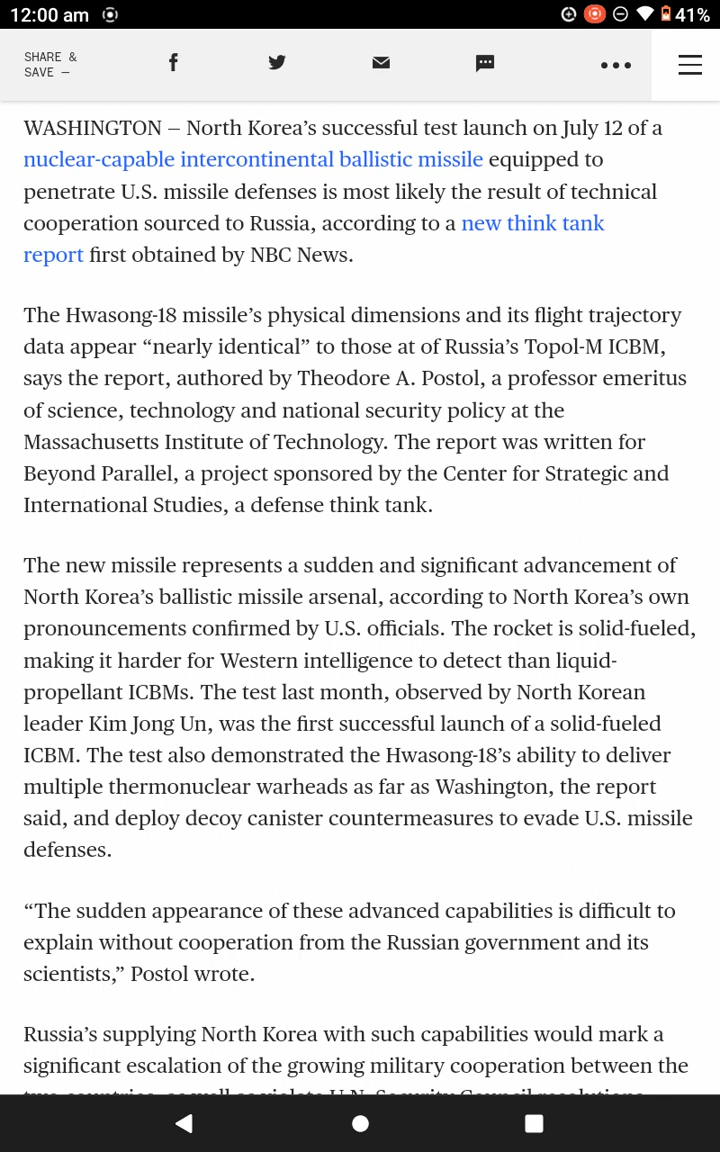 12:00 am
41%
SHARE &
SAVE —
WASHINGTON — North Korea’s successful test launch on July 12 of a
nuclear-capable intercontinental ballistic missile equipped to
penetrate U.S. missile defenses is most likely the result of technical
cooperation sourced to Russia, according to a new think tank
report first obtained by NBC News.
The Hwasong-18 missile’s physical dimensions and its flight trajectory
data appear “nearly identical” to those at of Russia’s Topol-M ICBM,
says the report, authored by Theodore A. Postol, a professor emeritus
of science, technology and national security policy at the
Massachusetts Institute of Technology. The report was written for
Beyond Parallel, a project sponsored by the Center for Strategic and
International Studies, a defense think tank.
The new missile represents a sudden and significant advancement of
North Korea’s ballistic missile arsenal, according to North Korea’s own
pronouncements confirmed by U.S. officials. The rocket is solid-fueled,
making it harder for Western intelligence to detect than liquid-
propellant ICBMs. The test last month, observed by North Korean
leader Kim Jong Un, was the first successful launch of a solid-fueled
ICBM. The test also demonstrated the Hwasong-18’s ability to deliver
multiple thermonuclear warheads as far as Washington, the report
said, and deploy decoy canister countermeasures to evade U.S. missile
defenses.
“The sudden appearance of these advanced capabilities is difficult to
explain without cooperation from the Russian government and its
scientists,” Postol wrote.
Russia’s supplying North Korea with such capabilities would mark a
significant escalation of the growing military cooperation between the
two countries, as well as violate U.N. Security Council resolutions